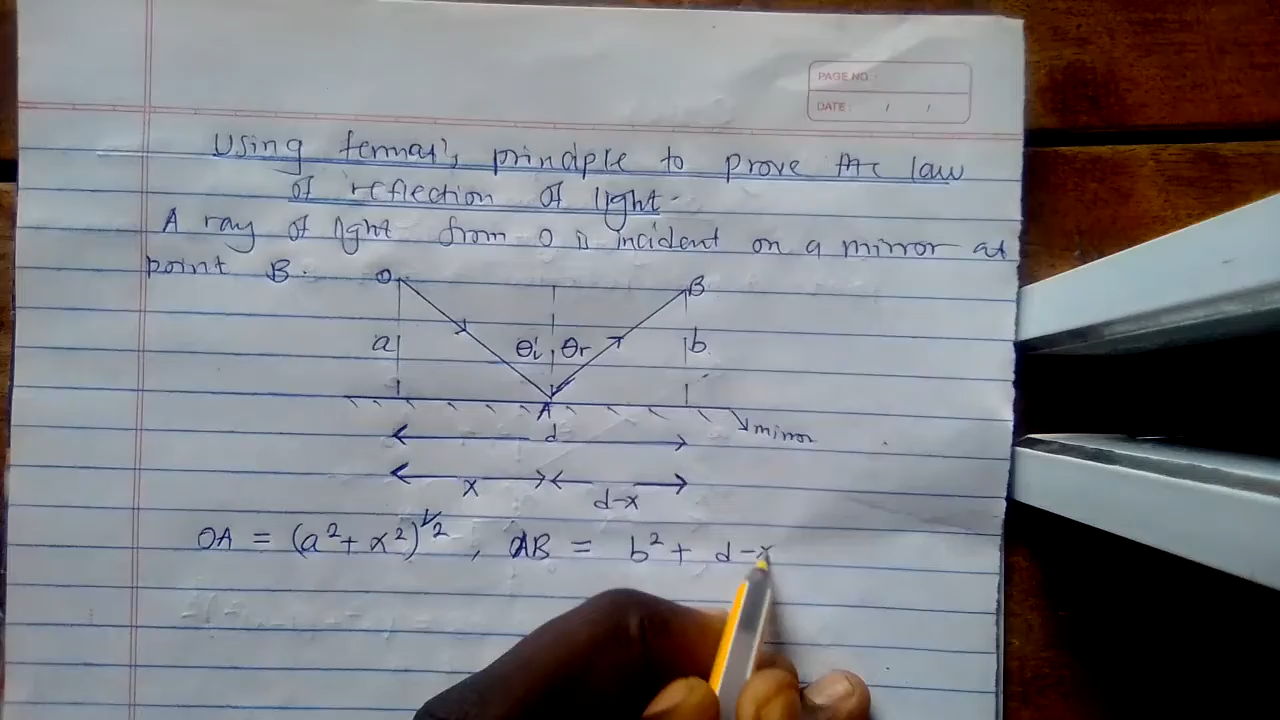 PAGE NO.:
DATE: / /
Using fermat's principle to prove the law
of reflection of light.
A ray of light from O is incident on a mirror at
point B.
O B
a θi θr b
A
d mirror
x d-x
OA = (a²+ x²)^1/2 , AB = b² + d-x